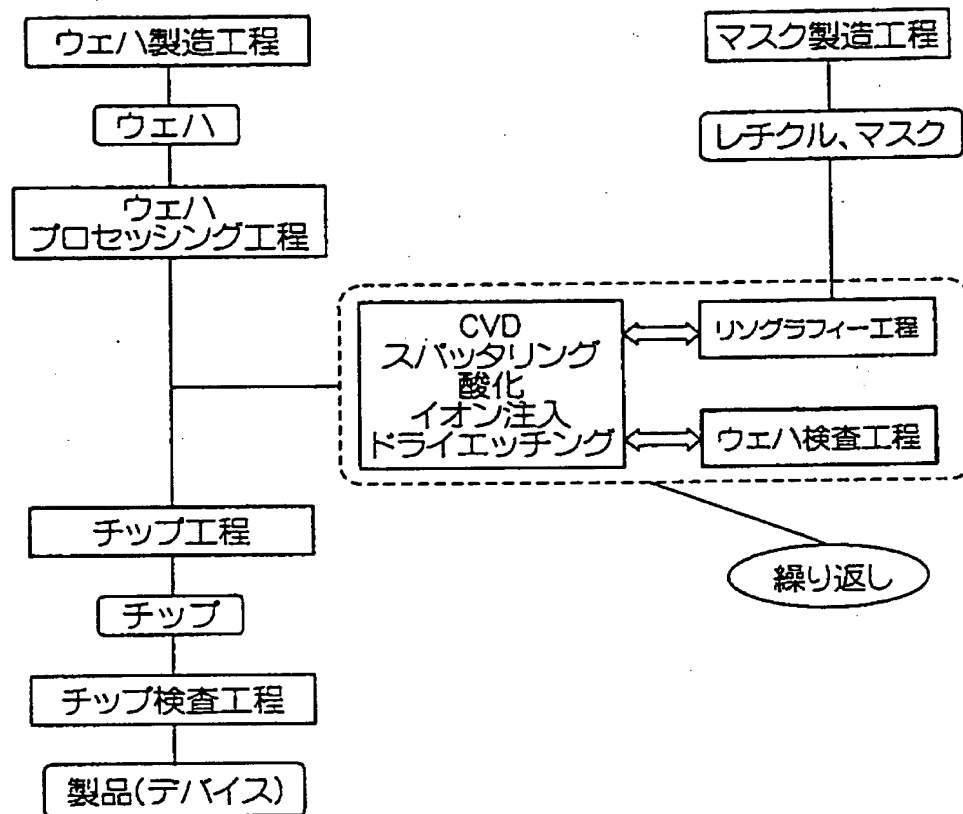 ウェハ製造工程
ウェハ
ウェハ
プロセッシング工程
チップ工程
チップ
チップ検査工程
製品(デバイス)
マスク製造工程
レチクル、マスク
CVD
スパッタリング
酸化
イオン注入
ドライエッチング
リソグラフィー工程
ウェハ検査工程
繰り返し